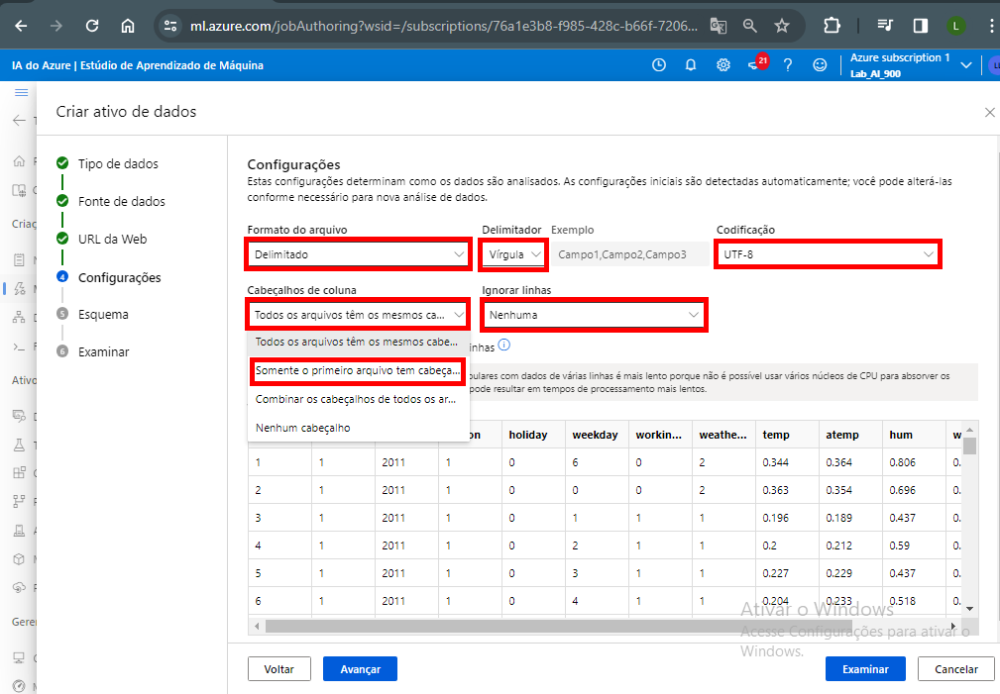 ml.azure.com/jobAuthoring?wsid=/subscriptions/76a1e3b8-f985-428c-b66f-7206...
L
IA do Azure | Estúdio de Aprendizado de Máquina
21
Azure subscription 1
Lab_AI_900
Criar ativo de dados
Tipo de dados
Fonte de dados
URL da Web
4 Configurações
5 Esquema
6 Examinar
Criaç
Ativo
Gerer
Configurações
Estas configurações determinam como os dados são analisados. As configurações iniciais são detectadas automaticamente; você pode alterá-las
conforme necessário para nova análise de dados.
Formato do arquivo Delimitador Exemplo Codificação
Delimitado Vírgula Campo1,Campo2,Campo3 UTF-8
Cabeçalhos de coluna Ignorar linhas
Todos os arquivos têm os mesmos ca... Nenhuma
Todos os arquivos têm os mesmos cabe... inhas
Somente o primeiro arquivo tem cabeça... pulares com dados de várias linhas é mais lento porque não é possível usar vários núcleos de CPU para absorver os
pode resultar em tempos de processamento mais lentos.
Combinar os cabeçalhos de todos os ar...
Nenhum cabeçalho
on holiday weekday workin... weathe... temp atemp hum w
1 1 2011 1 0 6 0 2 0.344 0.364 0.806 0.
2 1 2011 1 0 0 0 2 0.363 0.354 0.696 0.
3 1 2011 1 0 1 1 1 0.196 0.189 0.437 0.
4 1 2011 1 0 2 1 1 0.2 0.212 0.59 0.
5 1 2011 1 0 3 1 1 0.227 0.229 0.437 0.
6 1 2011 1 0 4 1 1 0.204 0.233 0.518 0.
Ativar o Windows
Acesse Configurações para ativar o
Windows.
Voltar Avançar Examinar Cancelar